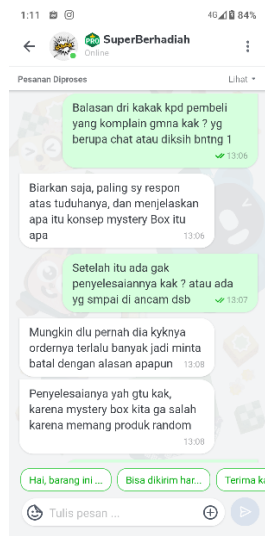 1:11 4G 84%
PRO SuperBerhadiah
Online
Pesanan Diproses Lihat
Balasan dri kakak kpd pembeli
yang komplain gmna kak ? yg
berupa chat atau diksih bntng 1
13:06
Biarkan saja, paling sy respon
atas tuduhanya, dan menjelaskan
apa itu konsep mystery Box itu
apa 13:06
Setelah itu ada gak
penyelesaiannya kak ? atau ada
yg smpai di ancam dsb 13:07
Mungkin dlu pernah dia kyknya
ordernya terlalu banyak jadi minta
batal dengan alasan apapun 13:08
Penyelesaianya yah gtu kak,
karena mystery box kita ga salah
karena memang produk random
13:08
Hai, barang ini ... Bisa dikirim har... Terima ka
Tulis pesan ...